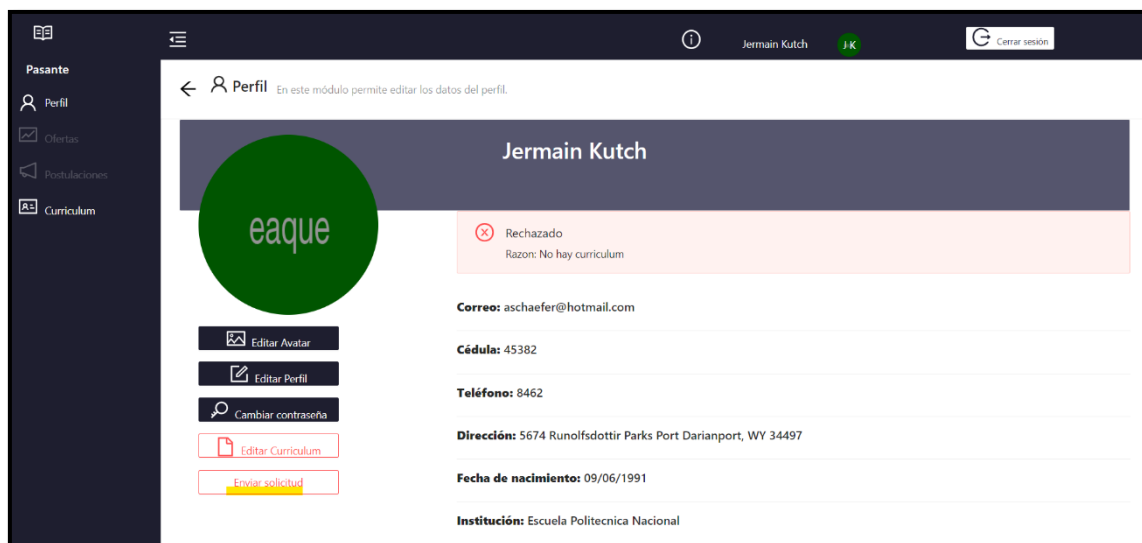 Jermain Kutch
J-K
Cerrar sesión
Pasante
Perfil
Ofertas
Postulaciones
Curriculum
Perfil En este módulo permite editar los datos del perfil.
Jermain Kutch
eaque
Rechazado
Razon: No hay curriculum
Editar Avatar
Editar Perfil
Cambiar contraseña
Editar Curriculum
Enviar solicitud
Correo: aschaefer@hotmail.com
Cédula: 45382
Teléfono: 8462
Dirección: 5674 Runolfsdottir Parks Port Darianport, WY 34497
Fecha de nacimiento: 09/06/1991
Institución: Escuela Politecnica Nacional